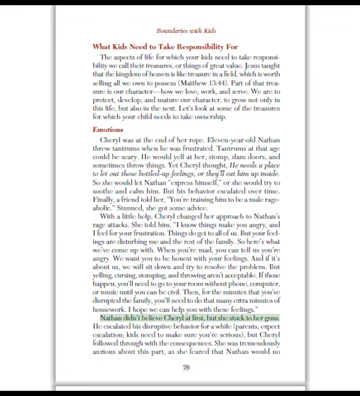 Boundaries with Kids
What Kids Need to Take Responsibility For
The aspects of life for which your kids need to take responsi-
bility we call their treasures, or things of great value. Jesus taught
that the kingdom of heaven is like treasure in a field, which is worth
selling all we own to possess (Matthew 13:44). Part of that trea-
sure is our character—how we love, work, and serve. We are to
protect, develop, and mature our character, to grow not only in
this life, but also in the next. Let's look at some of the treasures
for which your child needs to take ownership.
Emotions
Cheryl was at the end of her rope. Eleven-year-old Nathan
threw tantrums when he was frustrated. Tantrums at that age
could be scary. He would yell at her, stomp, slam doors, and
sometimes throw things. Yet Cheryl thought, He needs a place
to let out those bottled-up feelings, or they'll eat him up inside.
So she would let Nathan "express himself," or she would try to
soothe and calm him. But his behavior escalated over time.
Finally, a friend told her, "You're training him to be a male rage-
aholic." Stunned, she got some advice.
With a little help, Cheryl changed her approach to Nathan's
rage attacks. She told him, "I know things make you angry, and
I feel for your frustration. Things do get to all of us. But your feel-
ings are disturbing me and the rest of the family. So here's what
we've come up with. When you're mad, you can tell us you're
angry. We want you to be honest with your feelings. And if it's
about us, we will sit down and try to resolve the problem. But
yelling, cursing, stomping, and throwing aren't acceptable. If those
happen, you'll need to go to your room without phone, computer,
or music until you can be civil. Then, for the minutes that you've
disrupted the family, you'll need to do that many extra minutes of
homework. I hope we can help you with these feelings."
Nathan didn't believe Cheryl at first, but she stuck to her guns.
He escalated his disruptive behavior for a while (parents, expect
escalation; kids need to make sure you're serious), but Cheryl
followed through with the consequences. She was tremendously
anxious about this part, as she feared that Nathan would no
76